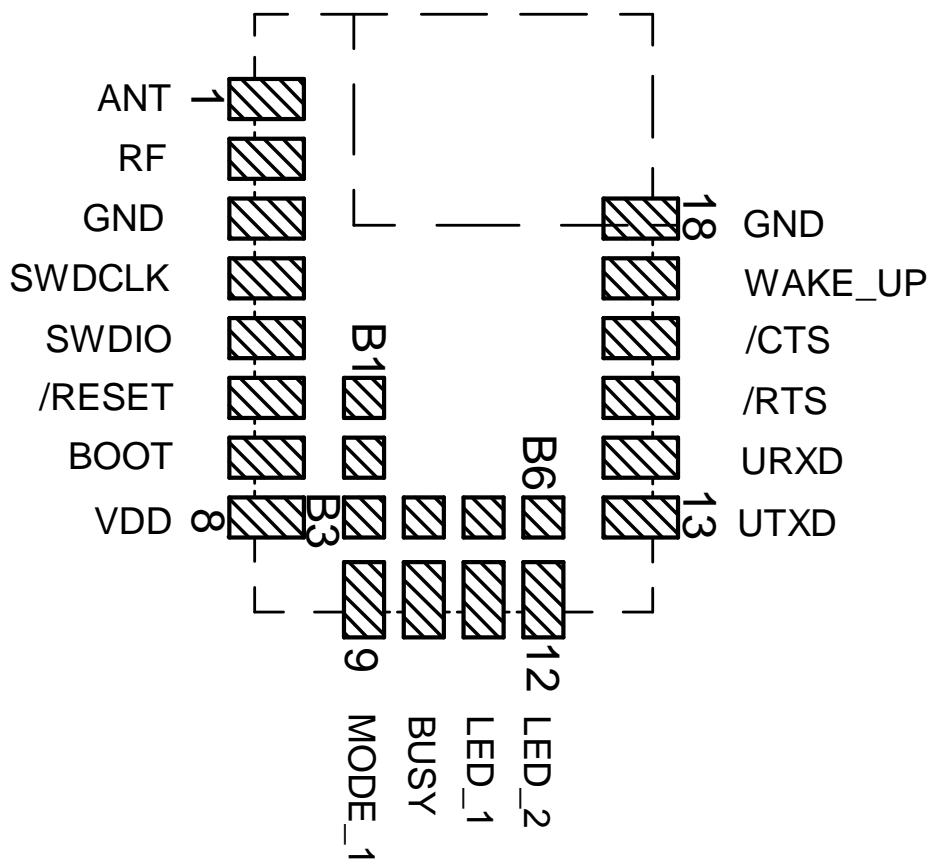 ANT 1
RF
GND
SWDCLK
SWDIO
/RESET
BOOT
VDD 8
B1
B3
B6
18 GND
WAKE_UP
/CTS
/RTS
URXD
13 UTXD
9
12
MODE_1
BUSY
LED_1
LED_2